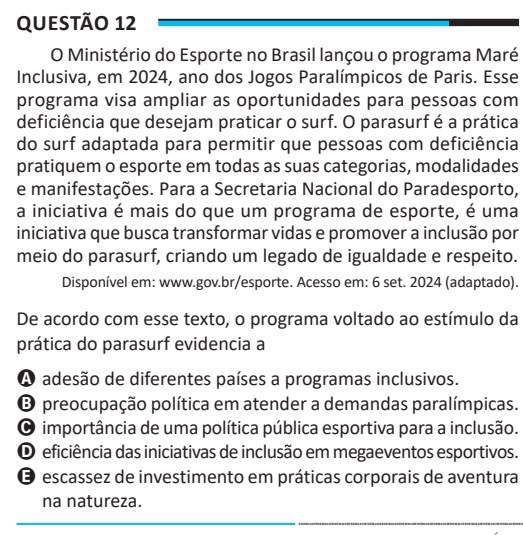 QUESTÃO 12
O Ministério do Esporte no Brasil lançou o programa Maré
Inclusiva, em 2024, ano dos Jogos Paralímpicos de Paris. Esse
programa visa ampliar as oportunidades para pessoas com
deficiência que desejam praticar o surf. O parasurf é a prática
do surf adaptada para permitir que pessoas com deficiência
pratiquem o esporte em todas as suas categorias, modalidades
e manifestações. Para a Secretaria Nacional do Paradesporto,
a iniciativa é mais do que um programa de esporte, é uma
iniciativa que busca transformar vidas e promover a inclusão por
meio do parasurf, criando um legado de igualdade e respeito.
Disponível em: www.gov.br/esporte. Acesso em: 6 set. 2024 (adaptado).
De acordo com esse texto, o programa voltado ao estímulo da
prática do parasurf evidencia a
A adesão de diferentes países a programas inclusivos.
B preocupação política em atender a demandas paralímpicas.
C importância de uma política pública esportiva para a inclusão.
D eficiência das iniciativas de inclusão em megaeventos esportivos.
E escassez de investimento em práticas corporais de aventura
na natureza.